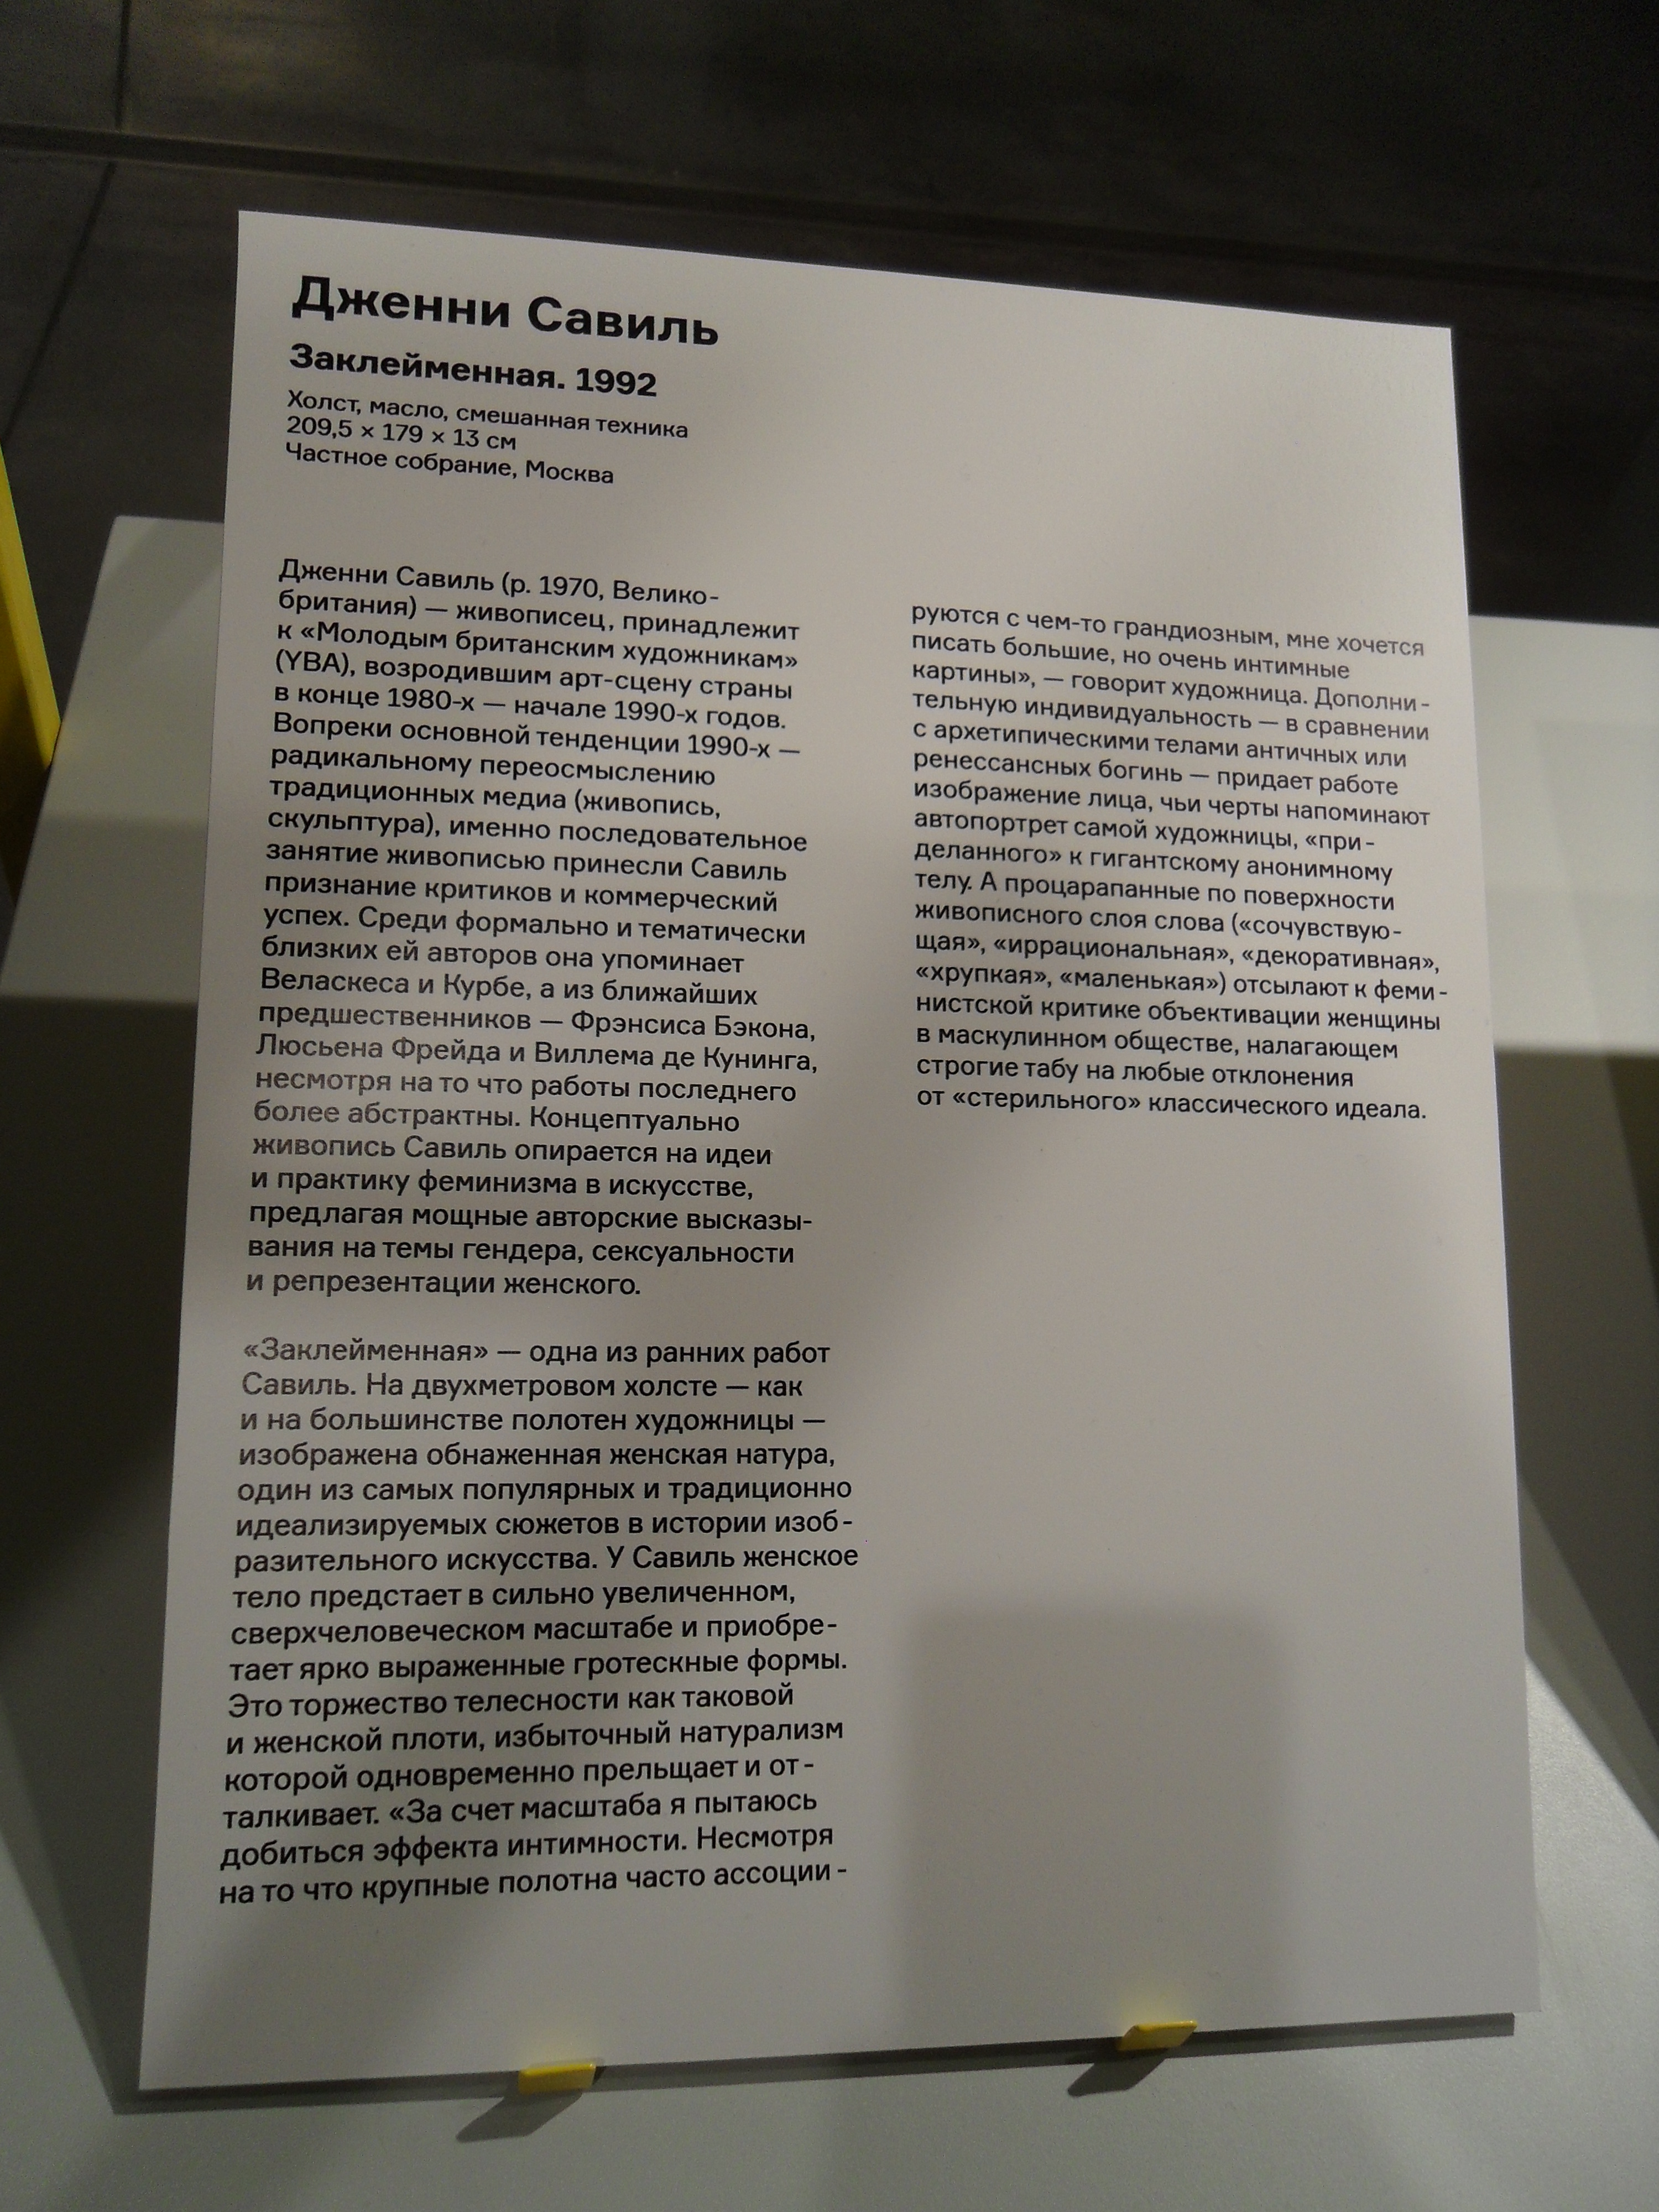 Дженни Савиль
Заклейменная. 1992
Холст, масло, смешанная техника
209,5 × 179 × 13 см
Частное собрание, Москва
Дженни Савиль (р. 1970, Велико-
британия) — живописец, принадлежит
к «Молодым британским художникам»
(YBA), возродившим арт-сцену страны
в конце 1980-х — начале 1990-х годов.
Вопреки основной тенденции 1990-х —
радикальному переосмыслению
традиционных медиа (живопись,
скульптура), именно последовательное
занятие живописью принесли Савиль
признание критиков и коммерческий
успех. Среди формально и тематически
близких ей авторов она упоминает
Веласкеса и Курбе, а из ближайших
предшественников — Фрэнсиса Бэкона,
Люсьена Фрейда и Виллема де Кунинга,
несмотря на то что работы последнего
более абстрактны. Концептуально
живопись Савиль опирается на идеи
и практику феминизма в искусстве,
предлагая мощные авторские высказы-
вания на темы гендера, сексуальности
и репрезентации женского.
«Заклейменная» — одна из ранних работ
Савиль. На двухметровом холсте — как
и на большинстве полотен художницы —
изображена обнаженная женская натура,
один из самых популярных и традиционно
идеализируемых сюжетов в истории изоб-
разительного искусства. У Савиль женское
тело предстает в сильно увеличенном,
сверхчеловеческом масштабе и приобре-
тает ярко выраженные гротескные формы.
Это торжество телесности как таковой
и женской плоти, избыточный натурализм
которой одновременно прельщает и от-
талкивает. «За счет масштаба я пытаюсь
добиться эффекта интимности. Несмотря
на то что крупные полотна часто ассоции-
руются с чем-то грандиозным, мне хочется
писать большие, но очень интимные
картины», — говорит художница. Дополни-
тельную индивидуальность — в сравнении
с архетипическими телами античных или
ренессансных богинь — придает работе
изображение лица, чьи черты напоминают
автопортрет самой художницы, «при-
деланного» к гигантскому анонимному
телу. А процарапанные по поверхности
живописного слоя слова («сочувствую-
щая», «иррациональная», «декоративная»,
«хрупкая», «маленькая») отсылают к феми-
нистской критике объективации женщины
в маскулинном обществе, налагающем
строгие табу на любые отклонения
от «стерильного» классического идеала.